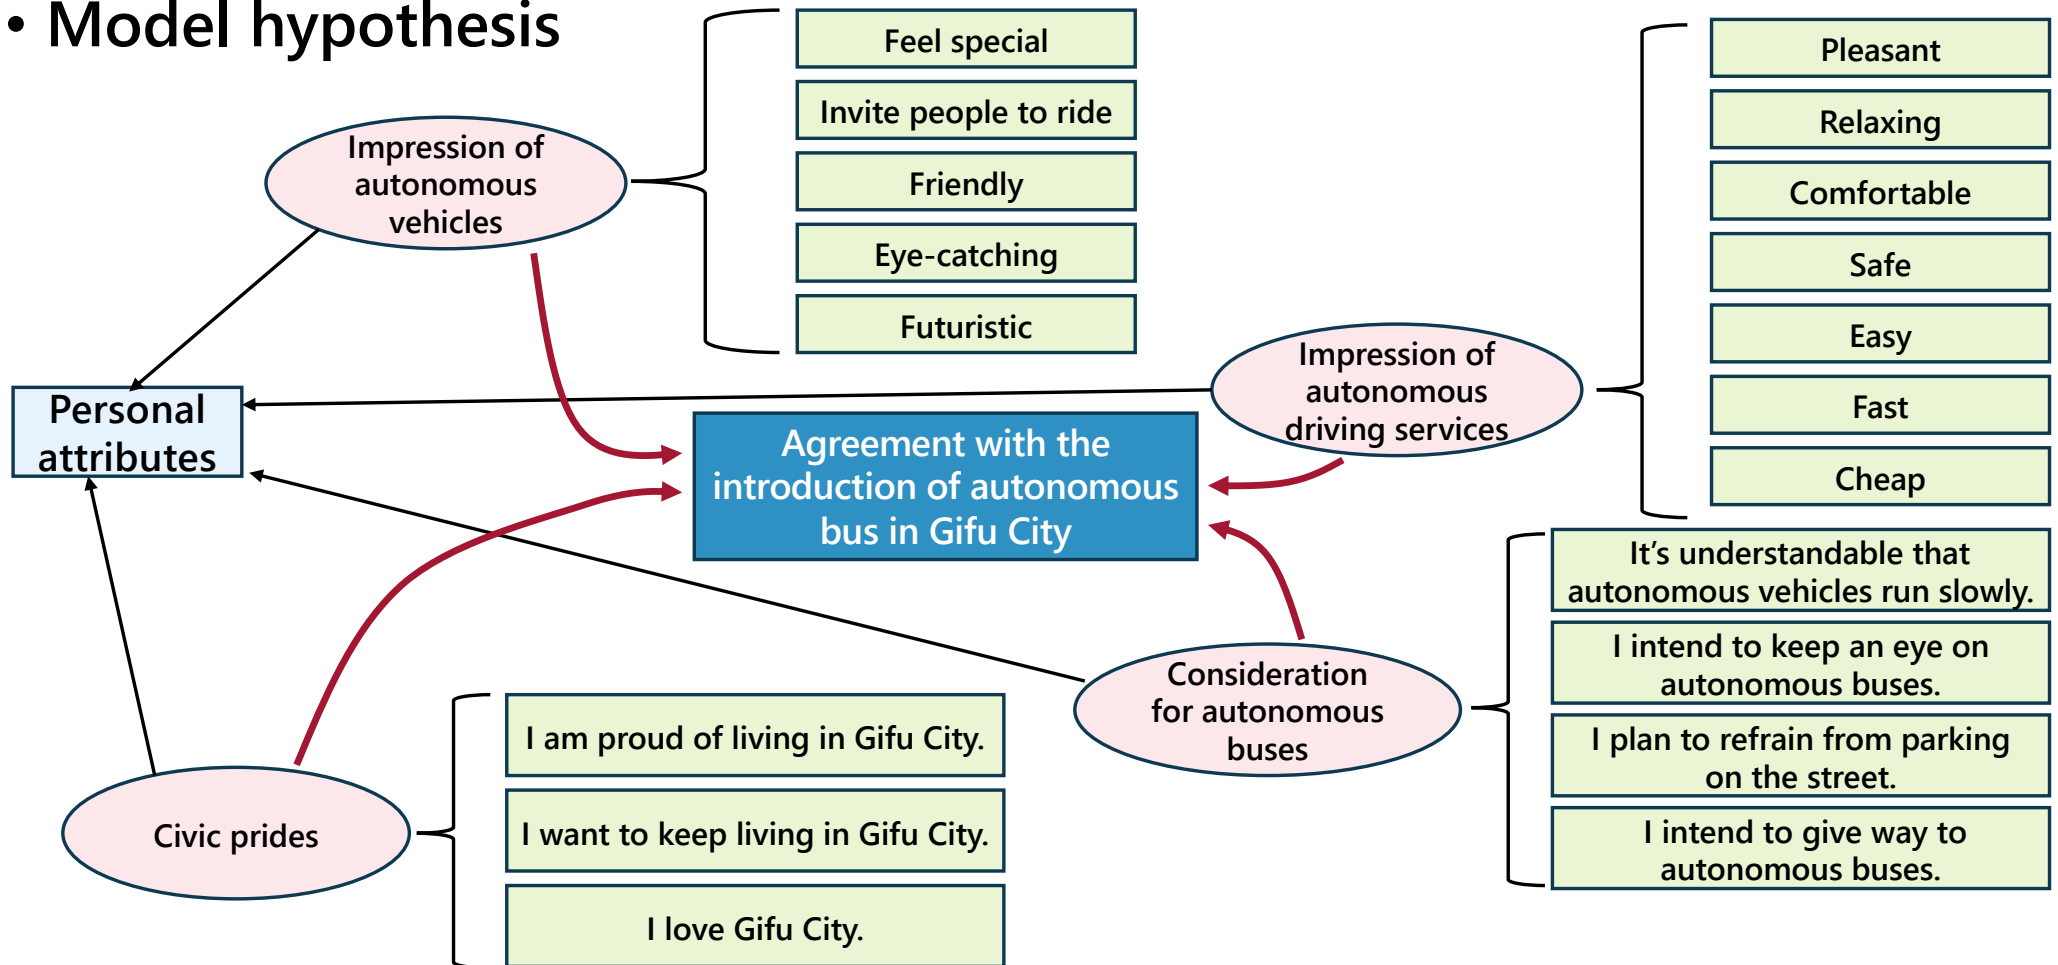 • Model hypothesis
Impression of
autonomous
vehicles
Feel special
Invite people to ride
Friendly
Eye-catching
Futuristic
Impression of
autonomous
driving services
Pleasant
Relaxing
Comfortable
Safe
Easy
Fast
Cheap
Personal
attributes
Agreement with the
introduction of autonomous
bus in Gifu City
Consideration
for autonomous
buses
It’s understandable that
autonomous vehicles run slowly.
I intend to keep an eye on
autonomous buses.
I plan to refrain from parking
on the street.
I intend to give way to
autonomous buses.
Civic prides
I am proud of living in Gifu City.
I want to keep living in Gifu City.
I love Gifu City.